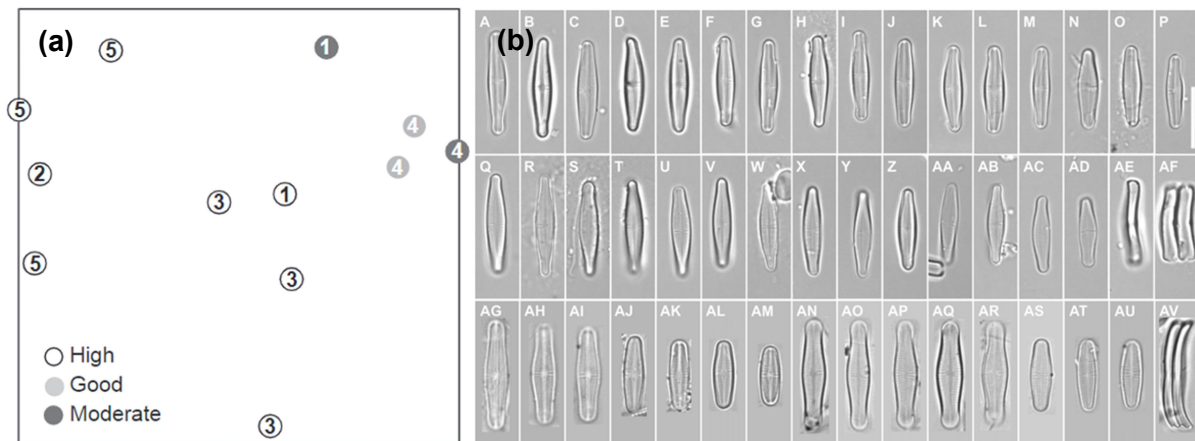 (a)
5
1
5
4
4
4
2
3
1
5
3
3
High
Good
Moderate
(b)
A B C D E F G H I J K L M N O P
Q R S T U V W X Y Z AA AB AC AD AE AF
AG AH AI AJ AK AL AM AN AO AP AQ AR AS AT AU AV